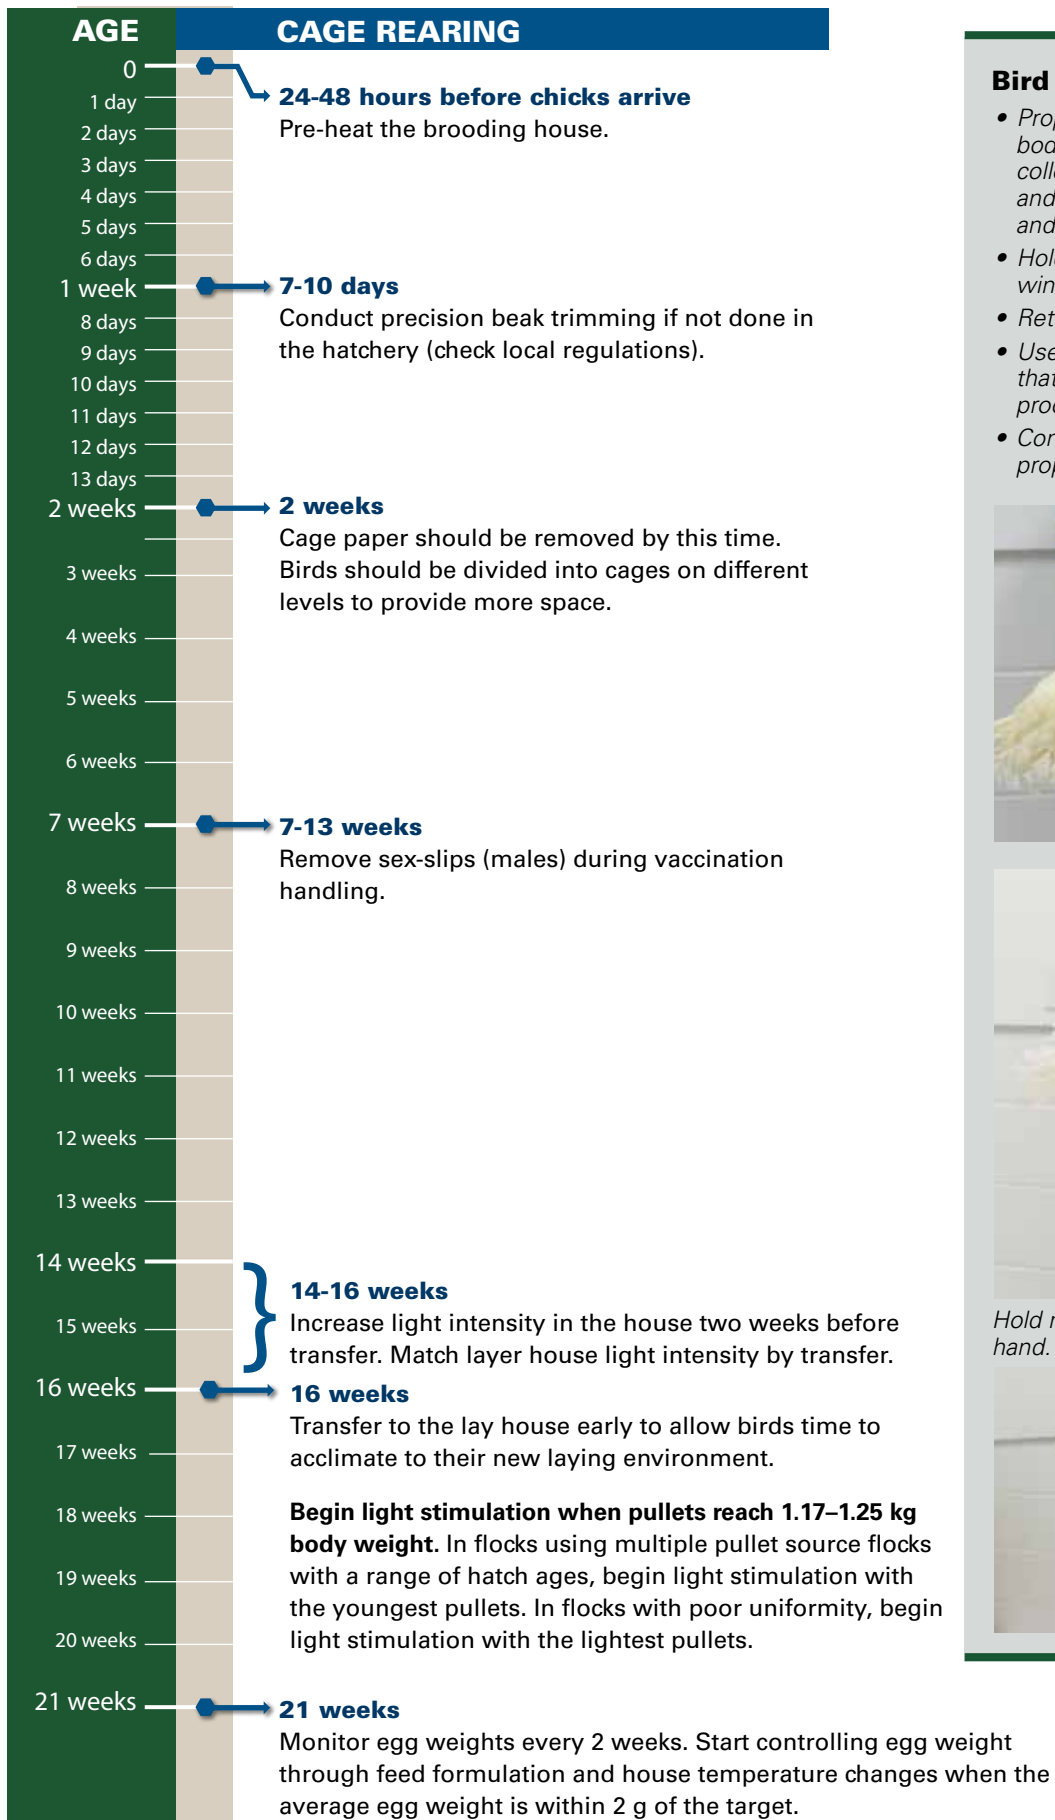 AGE
CAGE REARING
0
1 day
2 days
3 days
4 days
5 days
6 days
1 week
8 days
9 days
10 days
11 days
12 days
13 days
2 weeks
3 weeks
4 weeks
5 weeks
6 weeks
7 weeks
8 weeks
9 weeks
10 weeks
11 weeks
12 weeks
13 weeks
14 weeks
15 weeks
16 weeks
17 weeks
18 weeks
19 weeks
20 weeks
21 weeks
24-48 hours before chicks arrive
Pre-heat the brooding house.
7-10 days
Conduct precision beak trimming if not done in
the hatchery (check local regulations).
2 weeks
Cage paper should be removed by this time.
Birds should be divided into cages on different
levels to provide more space.
7-13 weeks
Remove sex-slips (males) during vaccination
handling.
}
14-16 weeks
Increase light intensity in the house two weeks before
transfer. Match layer house light intensity by transfer.
16 weeks
Transfer to the lay house early to allow birds time to
acclimate to their new laying environment.
Begin light stimulation when pullets reach 1.17–1.25 kg
body weight. In flocks using multiple pullet source flocks
with a range of hatch ages, begin light stimulation with
the youngest pullets. In flocks with poor uniformity, begin
light stimulation with the lightest pullets.
21 weeks
Monitor egg weights every 2 weeks. Start controlling egg weight
through feed formulation and house temperature changes when the
average egg weight is within 2 g of the target.
Bird
• 
and
and
• 
• 
• 
that
• 
Hold
hand.